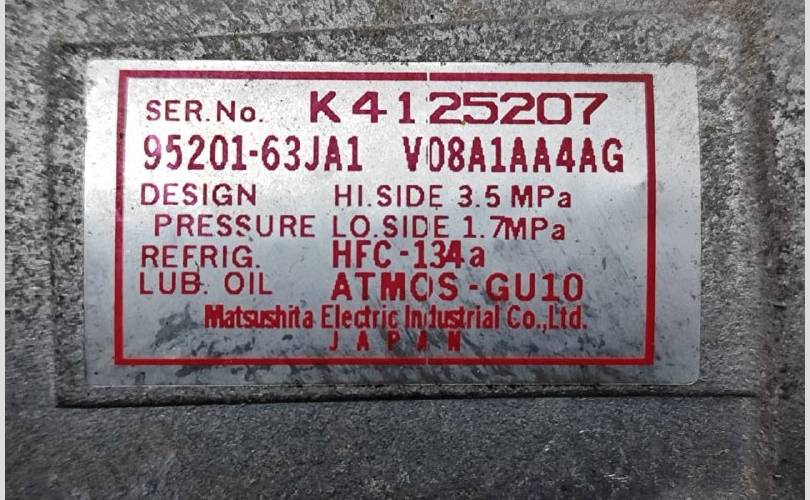 SER.No. K4125207
95201-63JA1 V08A1AA4AG
DESIGN HI.SIDE 3.5 MPa
PRESSURE LO.SIDE 1.7MPa
REFRIG. HFC-134a
LUB. OIL ATMOS-GU10
Matsushita Electric Industrial Co.,Ltd.
JAPAN